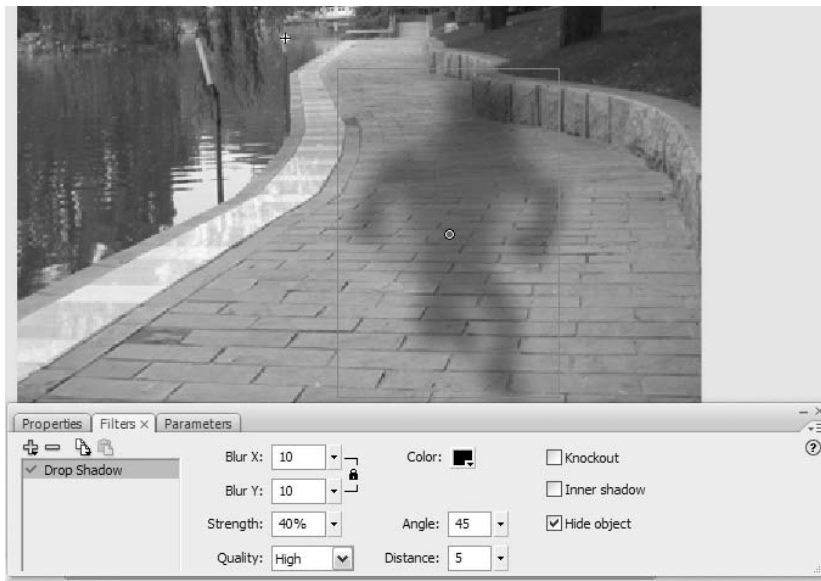 Properties Filters × Parameters
Drop Shadow
Blur X: 10
Blur Y: 10
Strength: 40%
Quality: High
Color:
Angle: 45
Distance: 5
Knockout
Inner shadow
Hide object